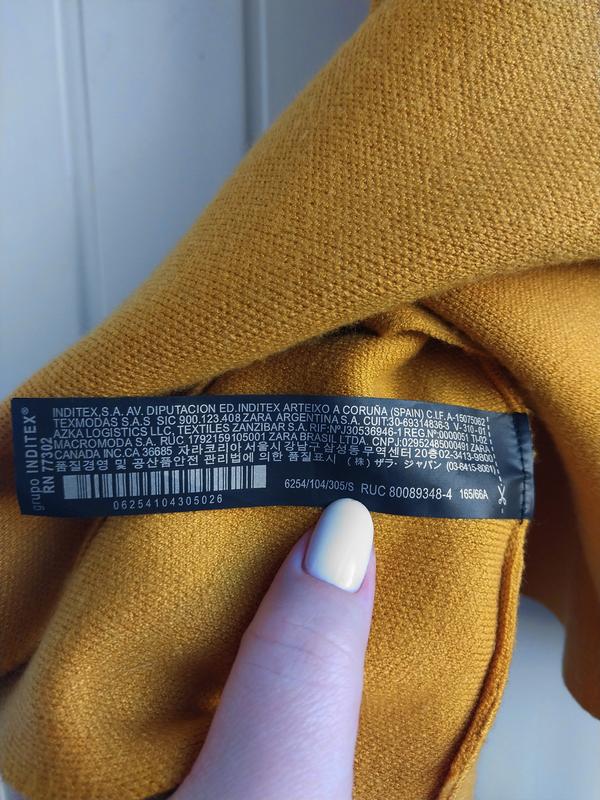 grupo INDITEX®
RN 77302
INDITEX,S.A. AV. DIPUTACION ED.INDITEX ARTEIXO A CORUÑA (SPAIN) C.I.F. A-15075062
TEXMODAS S.A.S SIC 900.123.408 ZARA ARGENTINA S.A. CUIT:30-69314836-3 V-310-01
AZKA LOGISTICS LLC, TEXTILES ZANZIBAR S.A. RIF:NºJ30536946-1 REG.Nº0000051 TI-02
MACROMODA S.A. RUC 1792159105001 ZARA BRASIL LTDA. CNPJ:02952485000491 ZARA
CANADA INC.CA 36685 자라코리아 서울시 강남구 삼성동 무역센터 20층02-3413-9800
품질경영 및 공산품안전 관리법에 의한 품질표시 (株) ザラ・ジャパン (03-6415-8061)
06254104305026
6254/104/305/S RUC 80089348-4 165/66A